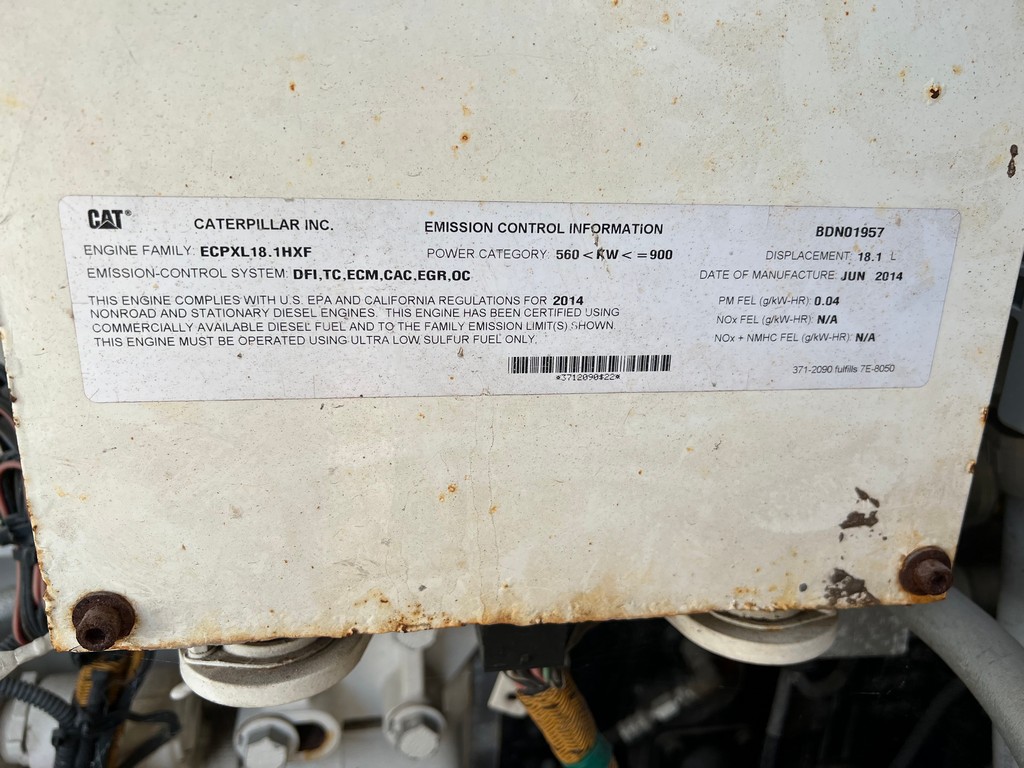 CAT® CATERPILLAR INC. EMISSION CONTROL INFORMATION BDN01957
ENGINE FAMILY: ECPXL18.1HXF POWER CATEGORY: 560 < KW < = 900 DISPLACEMENT: 18.1 L
EMISSION-CONTROL SYSTEM: DFI,TC,ECM,CAC,EGR,OC DATE OF MANUFACTURE: JUN 2014
THIS ENGINE COMPLIES WITH U.S. EPA AND CALIFORNIA REGULATIONS FOR 2014
NONROAD AND STATIONARY DIESEL ENGINES. THIS ENGINE HAS BEEN CERTIFIED USING
COMMERCIALLY AVAILABLE DIESEL FUEL AND TO THE FAMILY EMISSION LIMIT(S) SHOWN.
THIS ENGINE MUST BE OPERATED USING ULTRA LOW SULFUR FUEL ONLY.
PM FEL (g/kW-HR): 0.04
NOx FEL (g/kW-HR): N/A
NOx + NMHC FEL (g/kW-HR): N/A
*3712090#22*
371-2090 fulfills 7E-8050